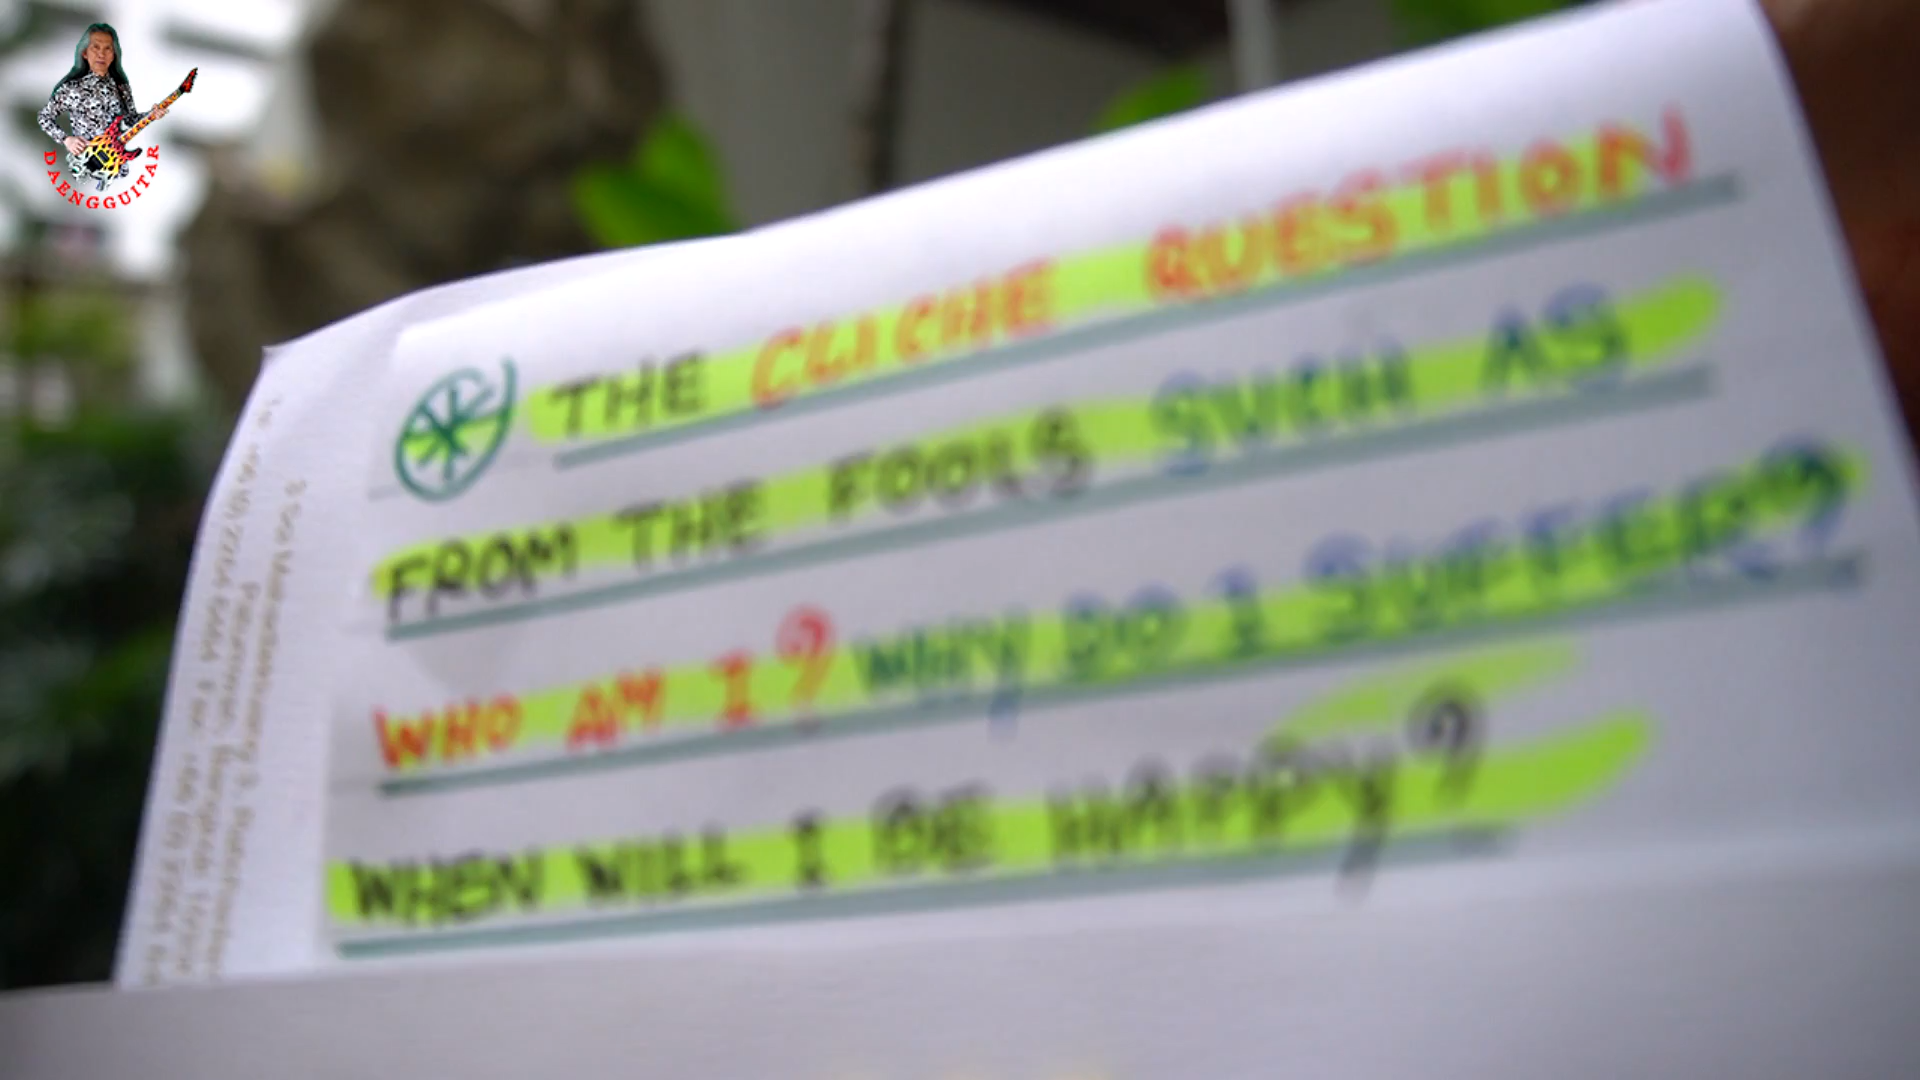 DAENGGUITAR
THE CLICHE QUESTION
FROM THE FOOLS SUCH AS
WHO AM I? WHY DO I SUFFER?
WHEN WILL I BE HAPPY?